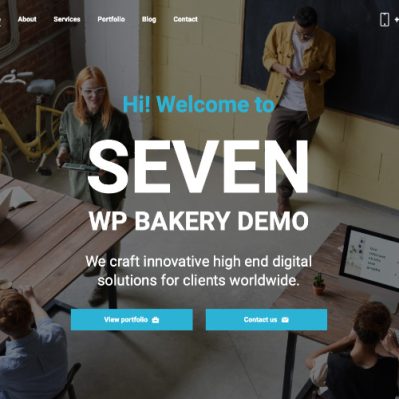 About Services Portfolio Blog Contact
Hi! Welcome to
SEVEN
WP BAKERY DEMO
We craft innovative high end digital
solutions for clients worldwide.
View portfolio Contact us